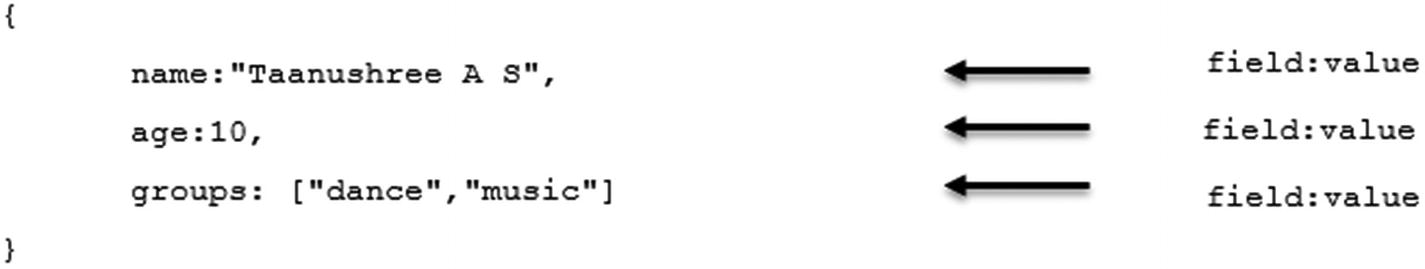 {
name:"Taanushree A S", field:value
age:10, field:value
groups: ["dance","music"] field:value
}